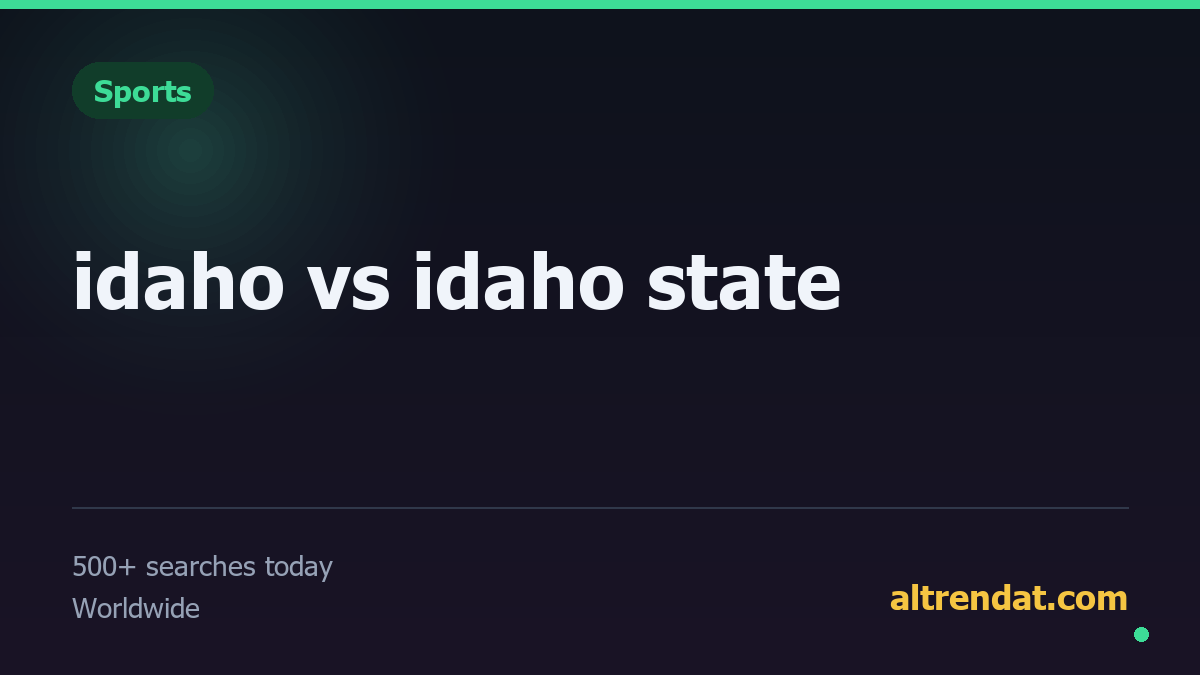 Sports
idaho vs idaho state
500+ searches today
Worldwide
altrendat.com